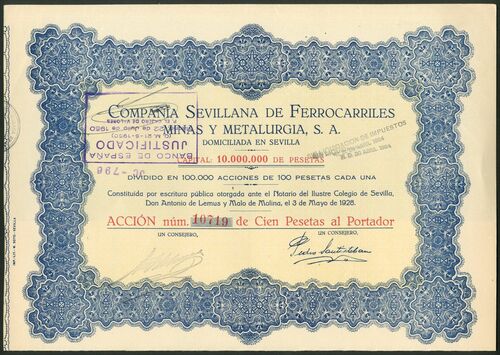 COMPAÑIA SEVILLANA DE FERROCARRILES
MINAS Y METALURGIA, S. A.
DOMICILIADA EN SEVILLA
CAPITAL: 10.000.000 DE PESETAS
DIVIDIDO EN 100.000 ACCIONES DE 100 PESETAS CADA UNA
Constituida por escritura pública otorgada ante el Notario del Ilustre Colegio de Sevilla,
Don Antonio de Lemus y Malo de Molina, el 3 de Mayo de 1928.
ACCIÓN núm. 10719 de Cien Pesetas al Portador
UN CONSEJERO,
UN CONSEJERO,
BANCO DE ESPAÑA
JUSTIFICADO
JC - 796